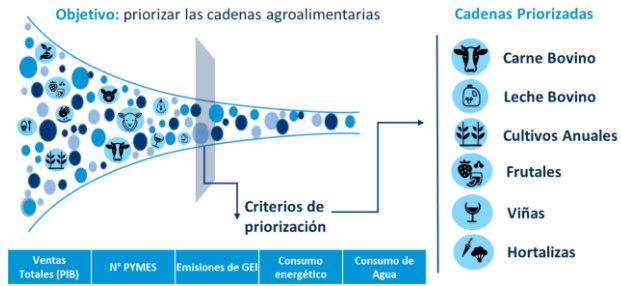 Objetivo: priorizar las cadenas agroalimentarias
Criterios de
priorización
Ventas
Totales (PIB)
N° PYMES
Emisiones de GEI
Consumo
energético
Consumo de
Agua
Cadenas Priorizadas
Carne Bovino
Leche Bovino
Cultivos Anuales
Frutales
Viñas
Hortalizas